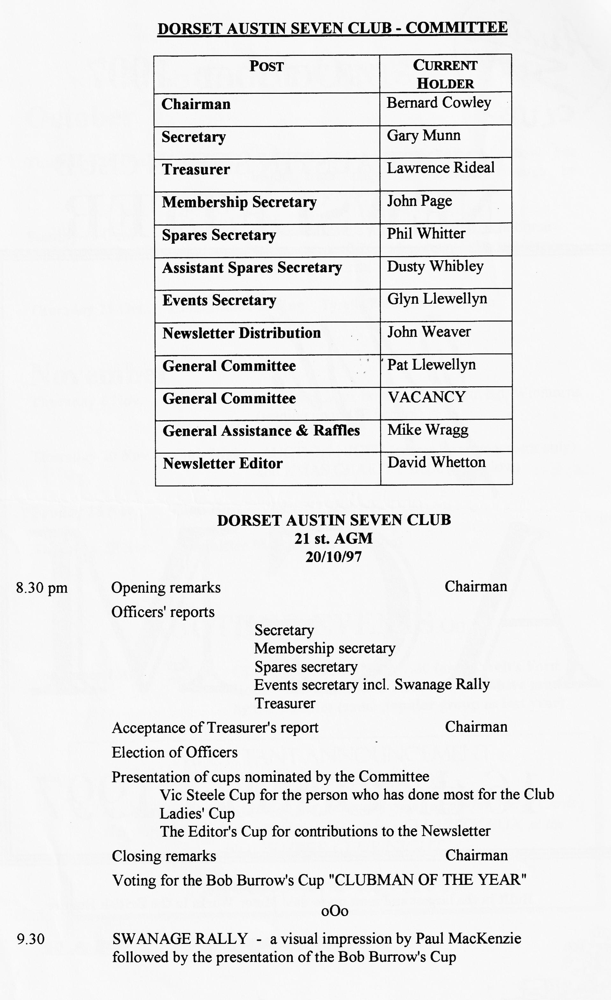 DORSET AUSTIN SEVEN CLUB - COMMITTEE
POST CURRENT
HOLDER
Chairman Bernard Cowley
Secretary Gary Munn
Treasurer Lawrence Rideal
Membership Secretary John Page
Spares Secretary Phil Whitter
Assistant Spares Secretary Dusty Whibley
Events Secretary Glyn Llewellyn
Newsletter Distribution John Weaver
General Committee Pat Llewellyn
General Committee VACANCY
General Assistance & Raffles Mike Wragg
Newsletter Editor David Whetton
DORSET AUSTIN SEVEN CLUB
21 st. AGM
20/10/97
8.30 pm Opening remarks Chairman
Officers' reports
Secretary
Membership secretary
Spares secretary
Events secretary incl. Swanage Rally
Treasurer
Acceptance of Treasurer's report Chairman
Election of Officers
Presentation of cups nominated by the Committee
Vic Steele Cup for the person who has done most for the Club
Ladies' Cup
The Editor's Cup for contributions to the Newsletter
Closing remarks Chairman
Voting for the Bob Burrow's Cup "CLUBMAN OF THE YEAR"
oOo
9.30 SWANAGE RALLY - a visual impression by Paul MacKenzie
followed by the presentation of the Bob Burrow's Cup